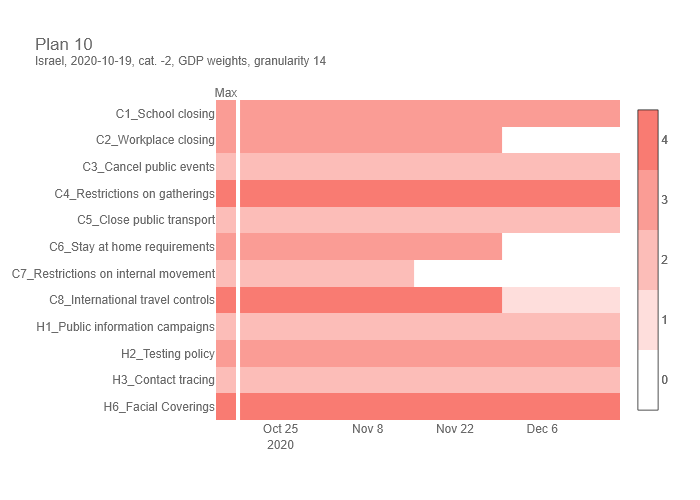 Plan 10
Israel, 2020-10-19, cat. -2, GDP weights, granularity 14
Max
C1_School closing
C2_Workplace closing
C3_Cancel public events
C4_Restrictions on gatherings
C5_Close public transport
C6_Stay at home requirements
C7_Restrictions on internal movement
C8_International travel controls
H1_Public information campaigns
H2_Testing policy
H3_Contact tracing
H6_Facial Coverings
Oct 25 Nov 8 Nov 22 Dec 6
2020
4
3
2
1
0